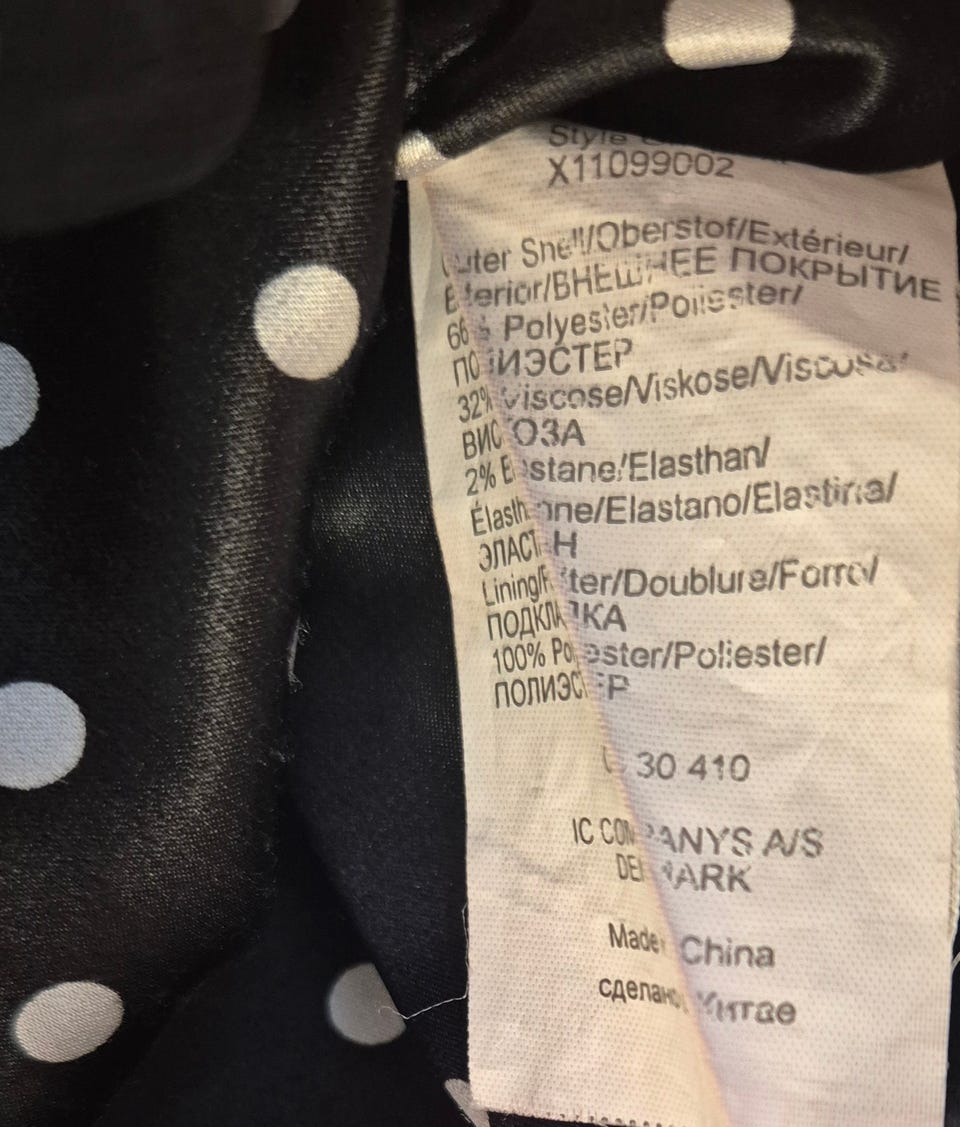 Style
X11099002
Outer Shell/Oberstof/Extérieur/
Exterior/ВНЕШНЕЕ ПОКРЫТИЕ
66% Polyester/Poliester/
ПОЛИЭСТЕР
32% Viscose/Viskose/Viscosa/
ВИСКОЗА
2% Elastane/Elasthan/
Élasthanne/Elastano/Elastina/
ЭЛАСТАН
Lining/Futter/Doublure/Forro/
ПОДКЛАДКА
100% Polyester/Poliester/
ПОЛИЭСТЕР
30 410
IC COMPANYS A/S
DENMARK
Made China
сделано Китае